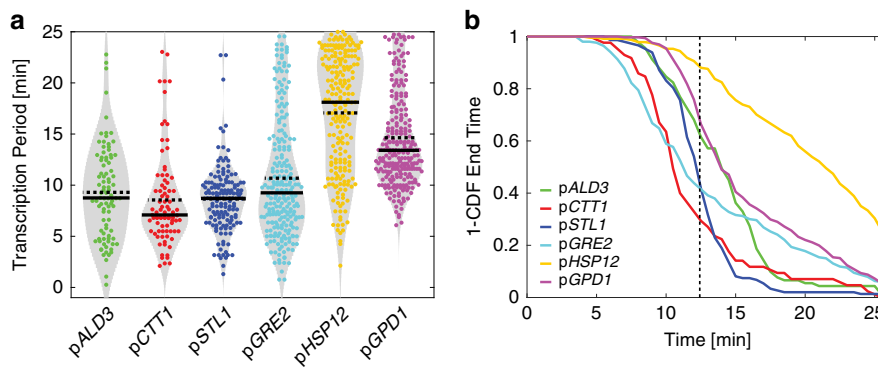 a
Transcription Period [min]
25
20
15
10
5
0
pALD3
pCTT1
pSTL1
pGRE2
pHSP12
pGPD1
b
1-CDF End Time
1
0.8
0.6
0.4
0.2
0
pALD3
pCTT1
pSTL1
pGRE2
pHSP12
pGPD1
0
5
10
15
20
25
Time [min]